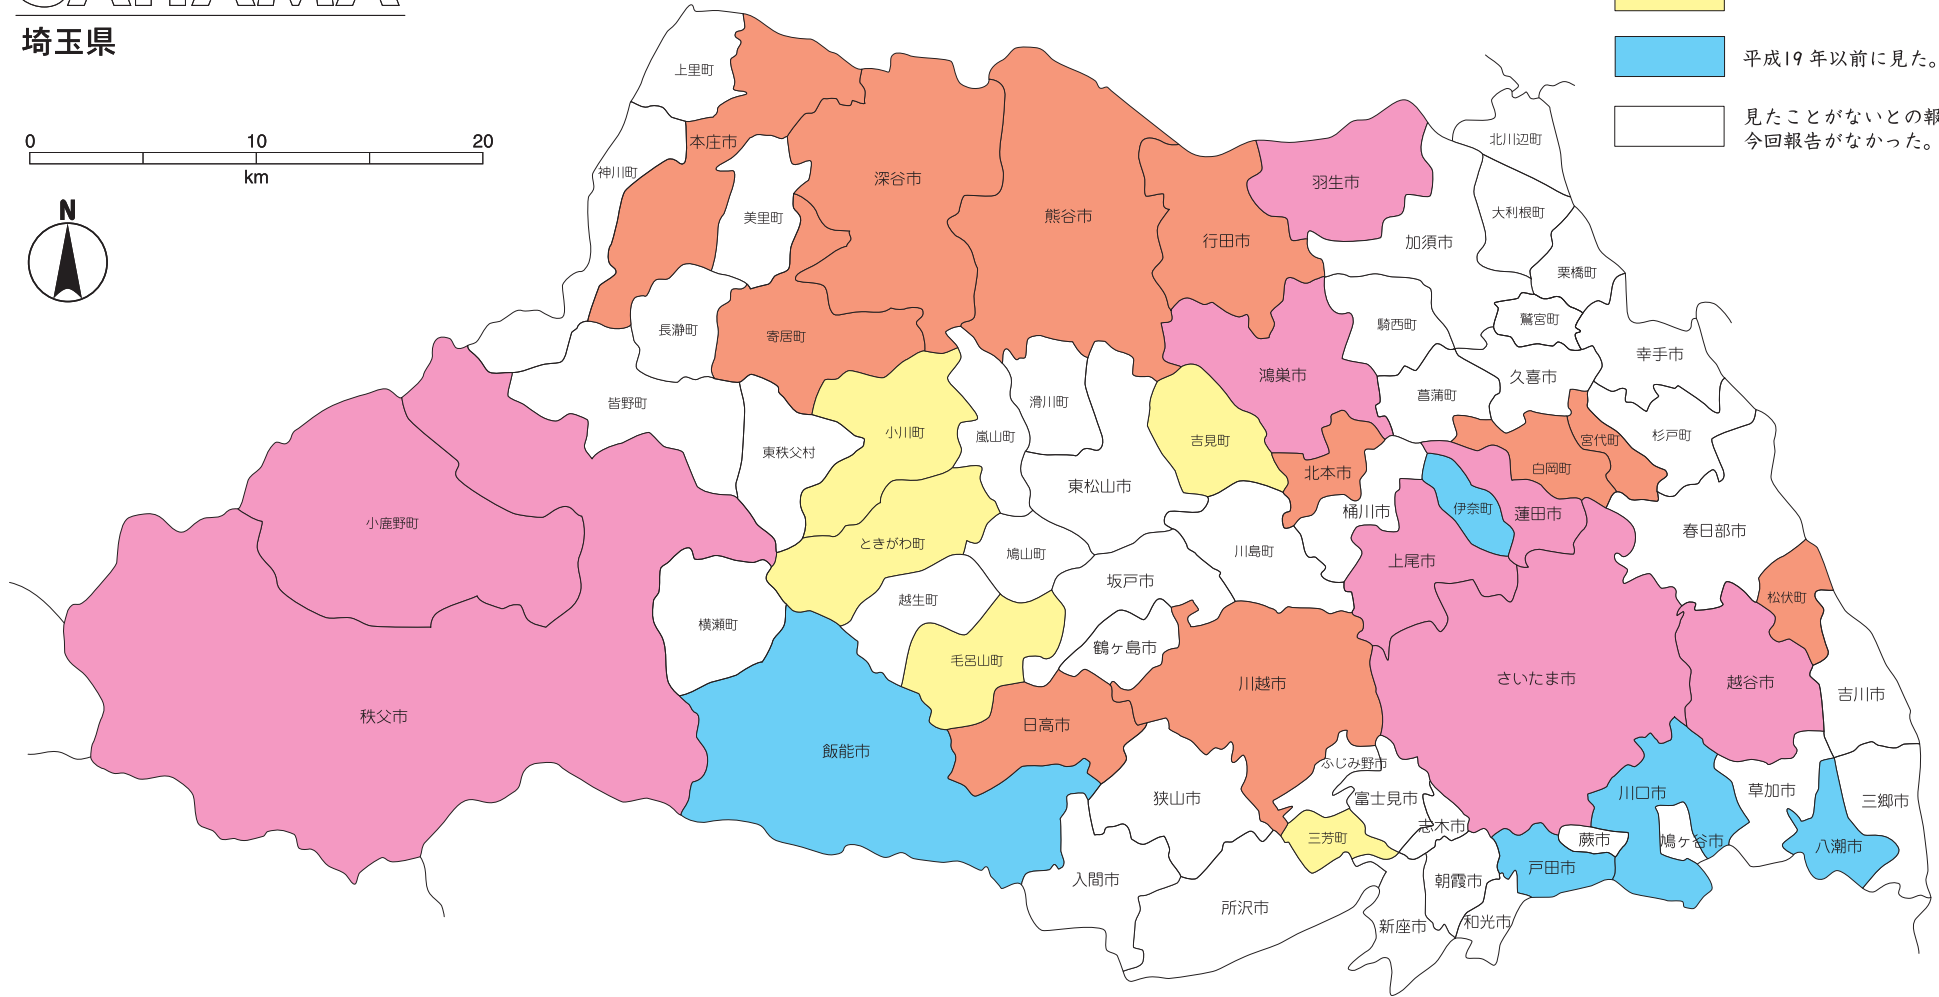 SAITAMA
埼玉県
0 10 20
km
N
平成19年以前に見た。
見たことがないとの報
今回報告がなかった。
上里町
本庄市
神川町
美里町
深谷市
熊谷市
行田市
羽生市
北川辺町
大利根町
加須市
栗橋町
長瀞町
寄居町
騎西町
鷲宮町
幸手市
鴻巣市
久喜市
菖蒲町
皆野町
小川町
嵐山町
滑川町
吉見町
杉戸町
宮代町
東秩父村
北本市
白岡町
東松山市
桶川市
伊奈町
蓮田市
春日部市
小鹿野町
ときがわ町
鳩山町
川島町
上尾市
坂戸市
越生町
松伏町
横瀬町
鶴ヶ島市
毛呂山町
川越市
さいたま市
越谷市
吉川市
秩父市
日高市
飯能市
ふじみ野市
狭山市
富士見市
川口市
草加市
三郷市
志木市
三芳町
蕨市
鳩ヶ谷市
八潮市
戸田市
入間市
朝霞市
所沢市
新座市
和光市